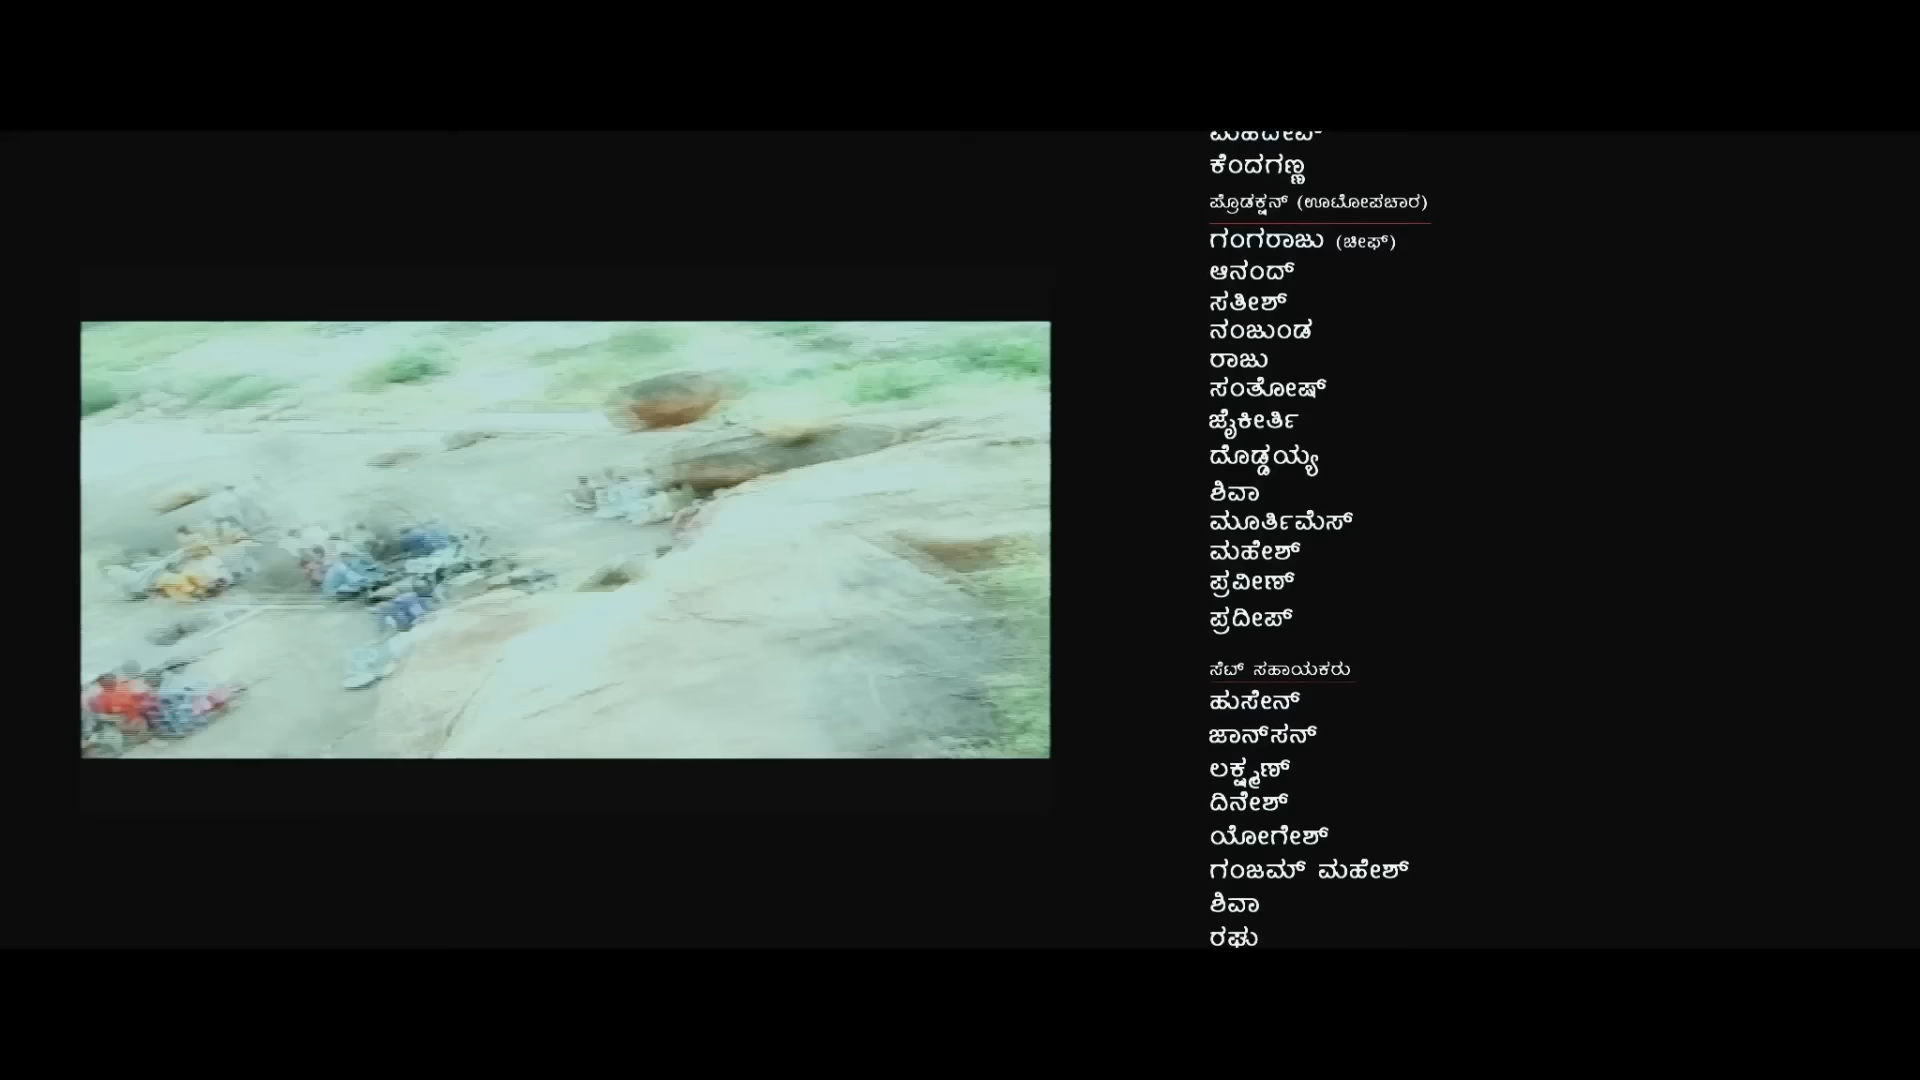 ಮಹದೇವ್
ಕೆಂದಗಣ್ಣ
ಪ್ರೊಡಕ್ಷನ್ (ಊಟೋಪಚಾರ)
ಗಂಗರಾಜು (ಚೀಫ್)
ಆನಂದ್
ಸತೀಶ್
ನಂಜುಂಡ
ರಾಜು
ಸಂತೋಷ್
ಜೈಕೀರ್ತಿ
ದೊಡ್ಡಯ್ಯ
ಶಿವಾ
ಮೂರ್ತಿಮೆಸ್
ಮಹೇಶ್
ಪ್ರವೀಣ್
ಪ್ರದೀಪ್
ಸೆಟ್ ಸಹಾಯಕರು
ಹುಸೇನ್
ಜಾನ್‌ಸನ್
ಲಕ್ಷ್ಮಣ್
ದಿನೇಶ್
ಯೋಗೇಶ್
ಗಂಜಮ್ ಮಹೇಶ್
ಶಿವಾ
ರಘು